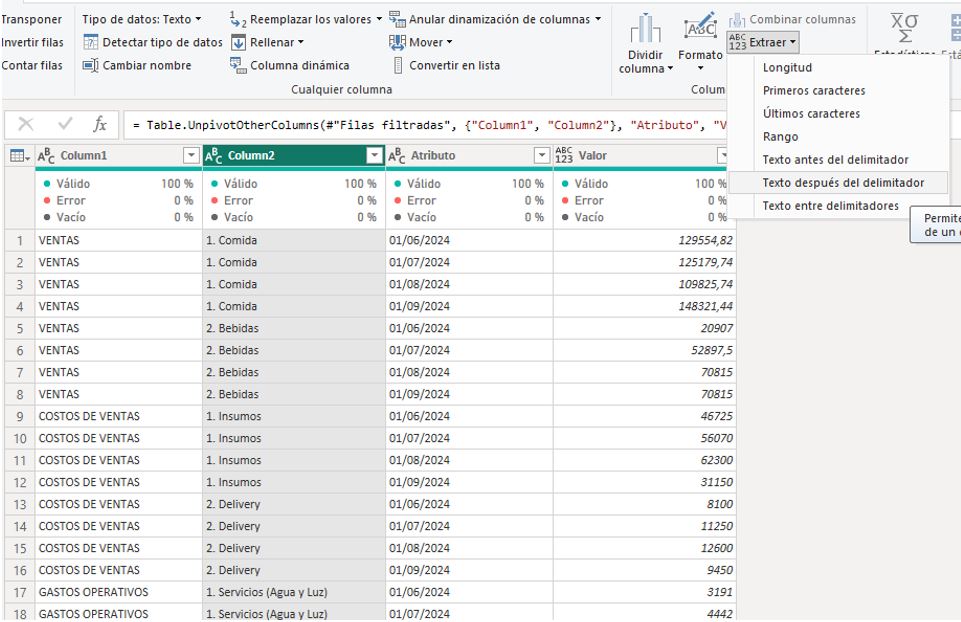 Transponer
Tipo de datos: Texto
Reemplazar los valores
Anular dinamización de columnas
Combinar columnas
Invertir filas
Detectar tipo de datos
Rellenar
Mover
Dividir columna
Formato
Extraer
Contar filas
Cambiar nombre
Columna dinámica
Convertir en lista
Cualquier columna
Colum
Longitud
Primeros caracteres
Últimos caracteres
Rango
Texto antes del delimitador
Texto después del delimitador
Texto entre delimitadores
Permite
de un
= Table.UnpivotOtherColumns(#"Filas filtradas", {"Column1", "Column2"}, "Atributo", "V
Column1 Column2 Atributo Valor
Válido 100 % Válido 100 % Válido 100 % Válido 100 %
Error 0 % Error 0 % Error 0 % Error 0 %
Vacío 0 % Vacío 0 % Vacío 0 % Vacío 0 %
1 VENTAS 1. Comida 01/06/2024 129554,82
2 VENTAS 1. Comida 01/07/2024 125179,74
3 VENTAS 1. Comida 01/08/2024 109825,74
4 VENTAS 1. Comida 01/09/2024 148321,44
5 VENTAS 2. Bebidas 01/06/2024 20907
6 VENTAS 2. Bebidas 01/07/2024 52897,5
7 VENTAS 2. Bebidas 01/08/2024 70815
8 VENTAS 2. Bebidas 01/09/2024 70815
9 COSTOS DE VENTAS 1. Insumos 01/06/2024 46725
10 COSTOS DE VENTAS 1. Insumos 01/07/2024 56070
11 COSTOS DE VENTAS 1. Insumos 01/08/2024 62300
12 COSTOS DE VENTAS 1. Insumos 01/09/2024 31150
13 COSTOS DE VENTAS 2. Delivery 01/06/2024 8100
14 COSTOS DE VENTAS 2. Delivery 01/07/2024 11250
15 COSTOS DE VENTAS 2. Delivery 01/08/2024 12600
16 COSTOS DE VENTAS 2. Delivery 01/09/2024 9450
17 GASTOS OPERATIVOS 1. Servicios (Agua y Luz) 01/06/2024 3191
18 GASTOS OPERATIVOS 1. Servicios (Agua y Luz) 01/07/2024 4442